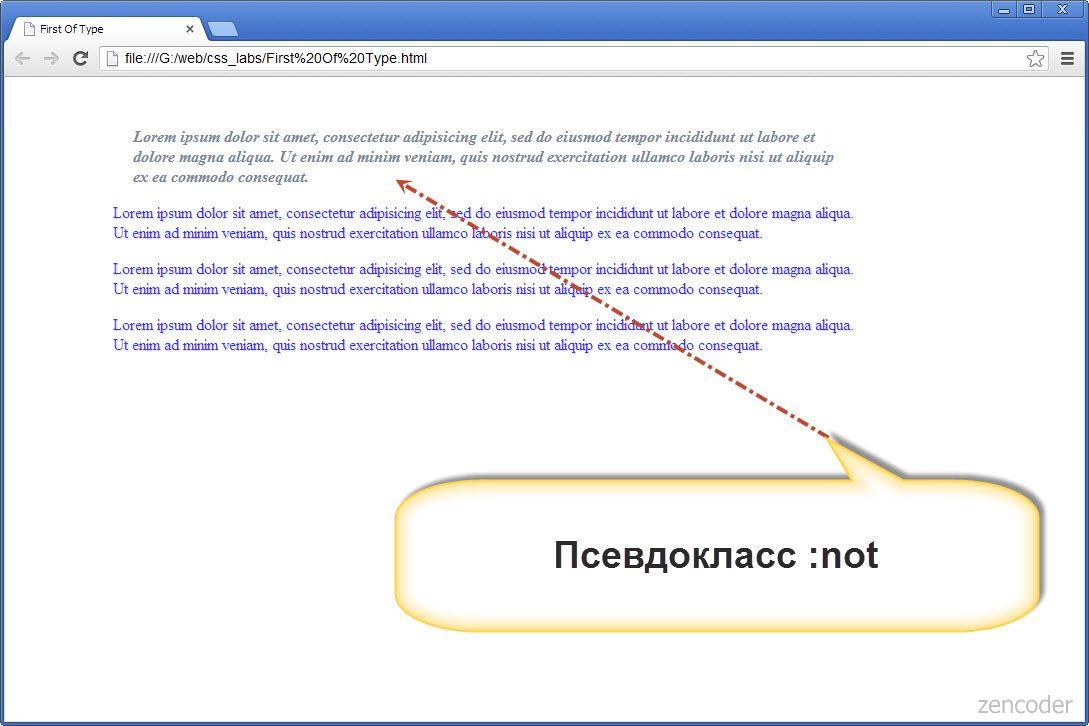 First Of Type
file:///G:/web/css_labs/First%20Of%20Type.html
Lorem ipsum dolor sit amet, consectetur adipisicing elit, sed do eiusmod tempor incididunt ut labore et
dolore magna aliqua. Ut enim ad minim veniam, quis nostrud exercitation ullamco laboris nisi ut aliquip
ex ea commodo consequat.
Lorem ipsum dolor sit amet, consectetur adipisicing elit, sed do eiusmod tempor incididunt ut labore et dolore magna aliqua.
Ut enim ad minim veniam, quis nostrud exercitation ullamco laboris nisi ut aliquip ex ea commodo consequat.
Lorem ipsum dolor sit amet, consectetur adipisicing elit, sed do eiusmod tempor incididunt ut labore et dolore magna aliqua.
Ut enim ad minim veniam, quis nostrud exercitation ullamco laboris nisi ut aliquip ex ea commodo consequat.
Lorem ipsum dolor sit amet, consectetur adipisicing elit, sed do eiusmod tempor incididunt ut labore et dolore magna aliqua.
Ut enim ad minim veniam, quis nostrud exercitation ullamco laboris nisi ut aliquip ex ea commodo consequat.
Псевдокласс :not
zencoder